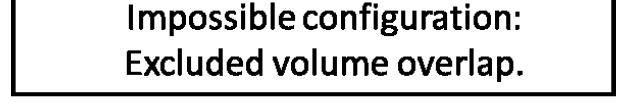 Impossible configuration:
Excluded volume overlap.